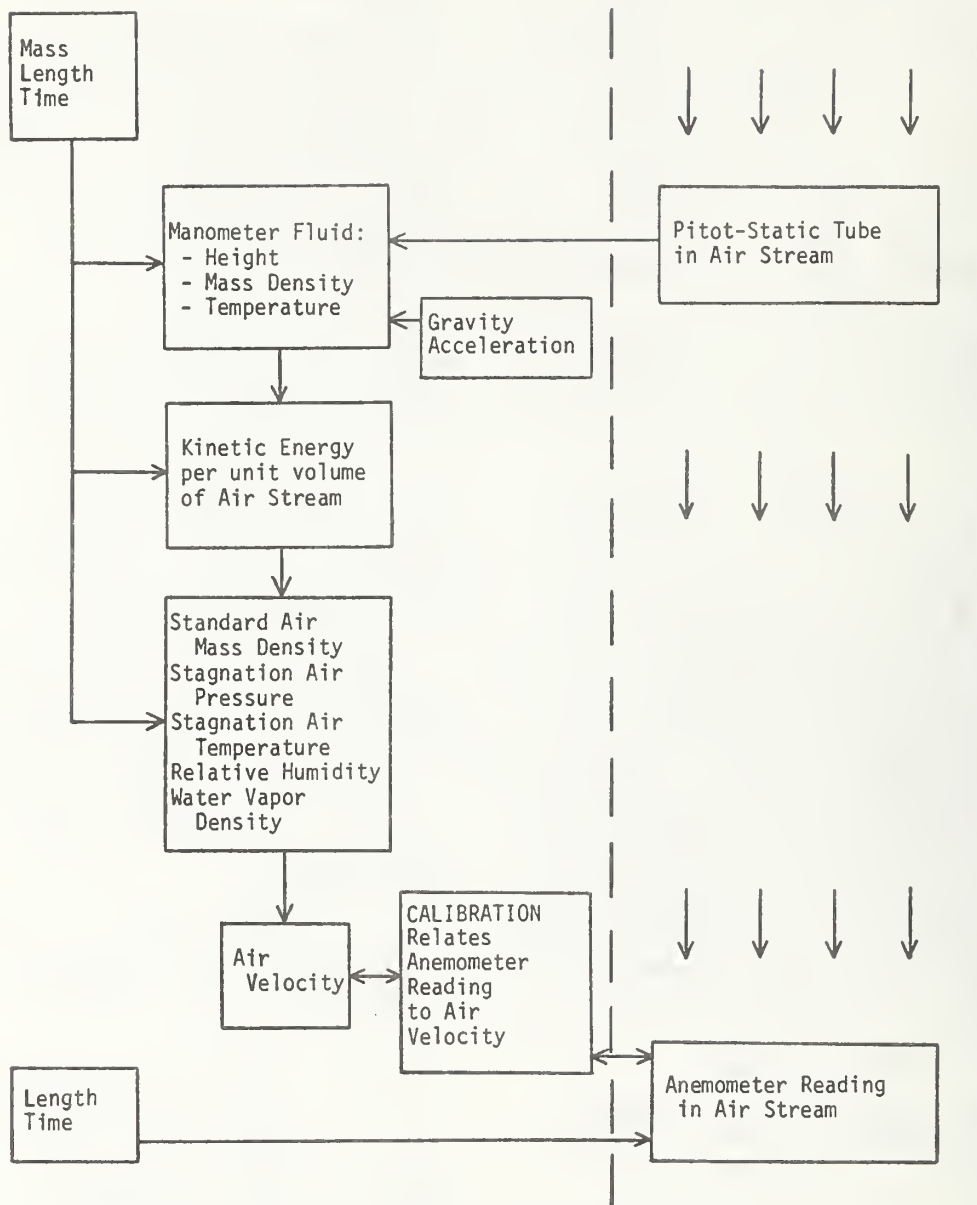 Mass
Length
Time
Manometer Fluid:
- Height
- Mass Density
- Temperature
Pitot-Static Tube
in Air Stream
Gravity
Acceleration
Kinetic Energy
per unit volume
of Air Stream
Standard Air
Mass Density
Stagnation Air
Pressure
Stagnation Air
Temperature
Relative Humidity
Water Vapor
Density
Air
Velocity
CALIBRATION
Relates
Anemometer
Reading
to Air
Velocity
Length
Time
Anemometer Reading
in Air Stream